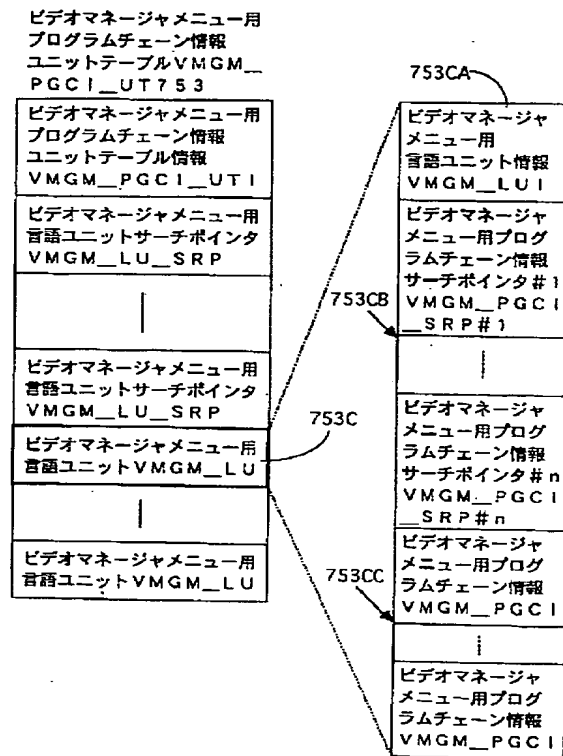 ビデオマネージャメニュー用
プログラムチェーン情報
ユニットテーブルVMGM__
PGCI__UT753
ビデオマネージャメニュー用
プログラムチェーン情報
ユニットテーブル情報
VMGM__PGCI__UTI
ビデオマネージャメニュー用
言語ユニットサーチポインタ
VMGM__LU__SRP
ビデオマネージャメニュー用
言語ユニットサーチポインタ
VMGM__LU__SRP
ビデオマネージャメニュー用
言語ユニットVMGM__LU
ビデオマネージャメニュー用
言語ユニットVMGM__LU
753C
753CA
ビデオマネージャ
メニュー用
言語ユニット情報
VMGM__LUI
ビデオマネージャ
メニュー用プログ
ラムチェーン情報
サーチポインタ#1
VMGM__PGCI
__SRP#1
753CB
ビデオマネージャ
メニュー用プログ
ラムチェーン情報
サーチポインタ#n
VMGM__PGCI
__SRP#n
ビデオマネージャ
メニュー用プログ
ラムチェーン情報
VMGM__PGCI
753CC
ビデオマネージャ
メニュー用プログ
ラムチェーン情報
VMGM__PGCI